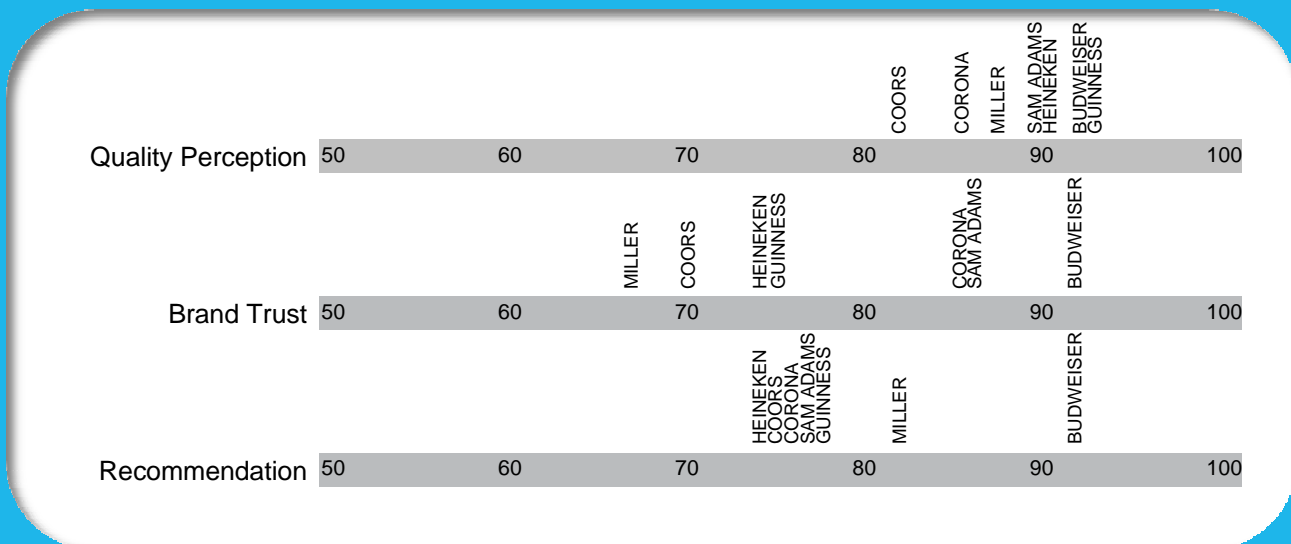 COORS
CORONA
MILLER
SAM ADAMS
HEINEKEN
BUDWEISER
GUINNESS
Quality Perception 50 60 70 80 90 100
MILLER
COORS
HEINEKEN
GUINNESS
CORONA
SAM ADAMS
BUDWEISER
Brand Trust 50 60 70 80 90 100
HEINEKEN
COORS
CORONA
SAM ADAMS
GUINNESS
MILLER
BUDWEISER
Recommendation 50 60 70 80 90 100